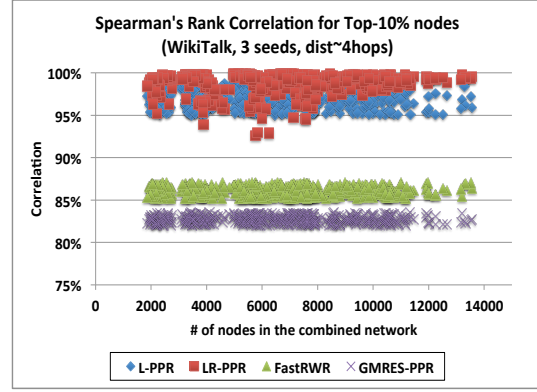 Spearman's Rank Correlation for Top-10% nodes
(WikiTalk, 3 seeds, dist~4hops)
100%
95%
90%
85%
80%
75%
Correlation
0 2000 4000 6000 8000 10000 12000 14000
# of nodes in the combined network
L-PPR LR-PPR FastRWR GMRES-PPR